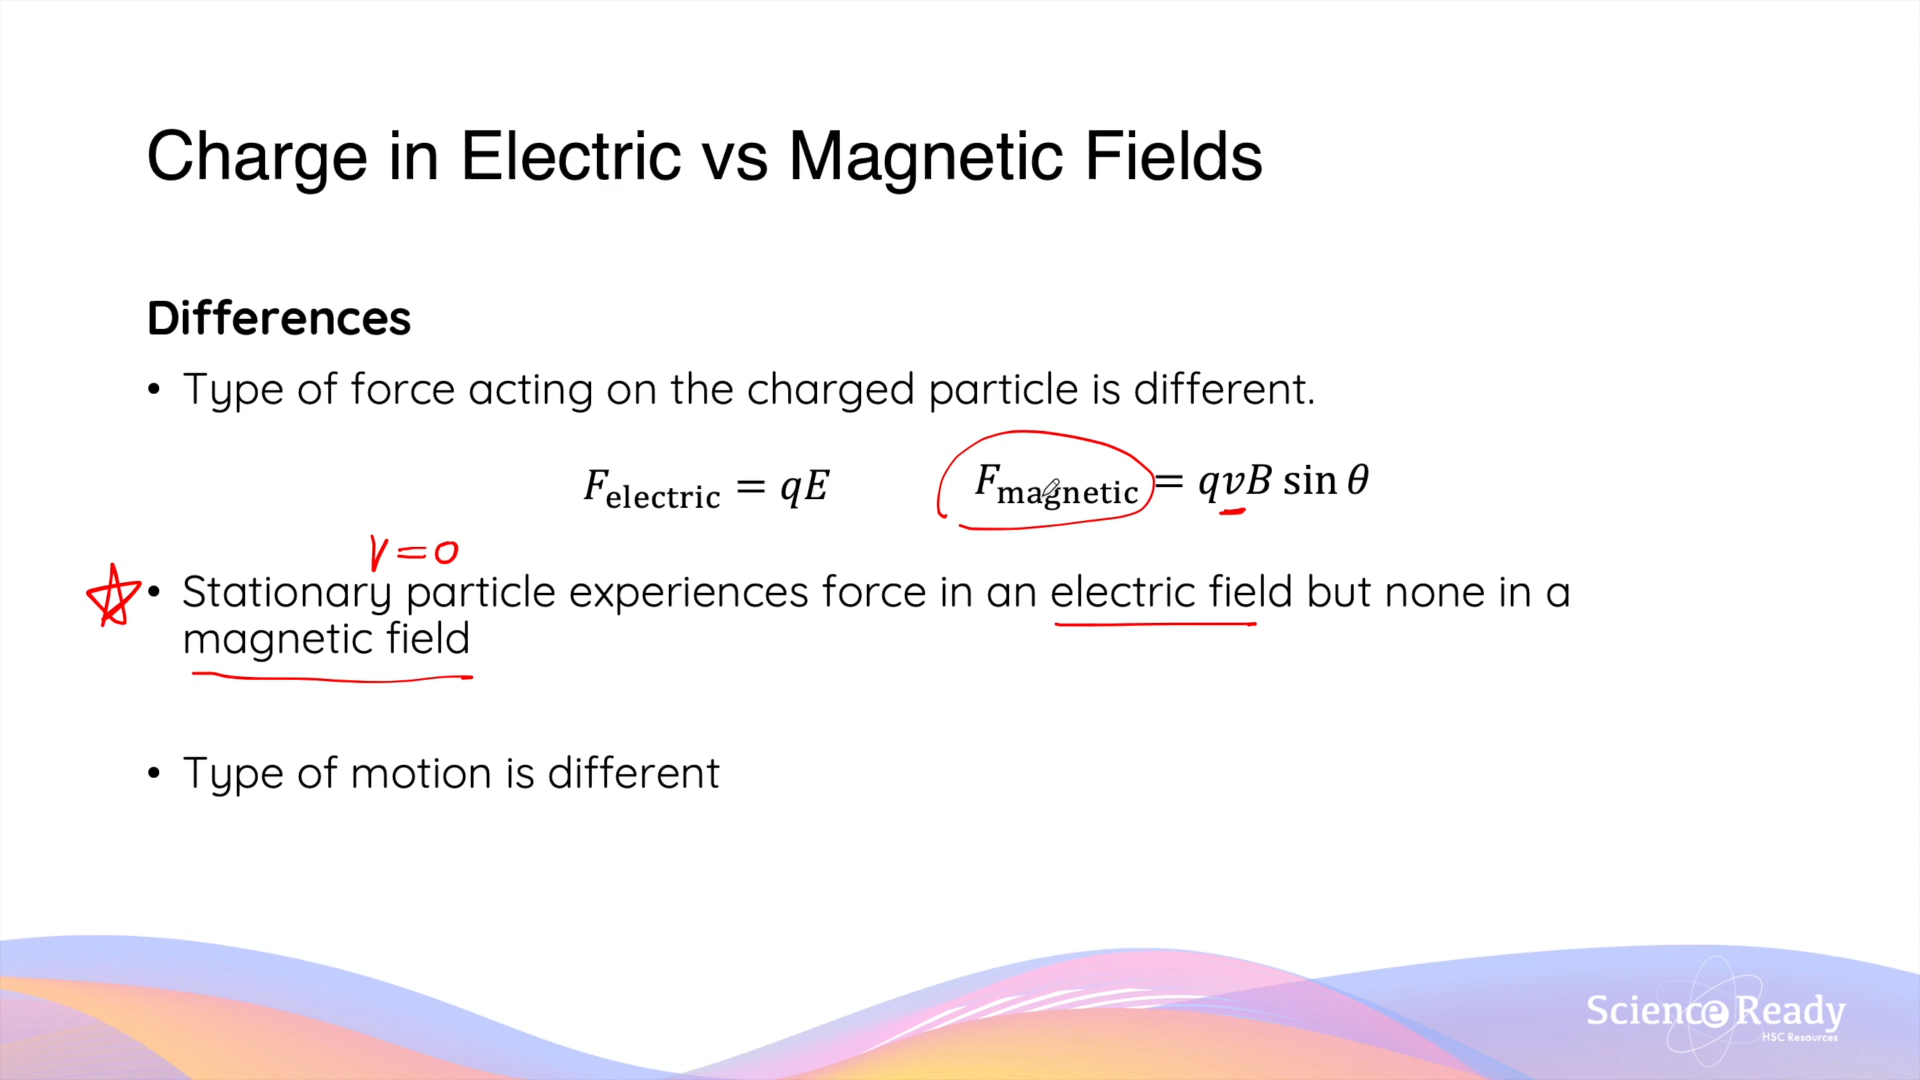 Charge in Electric vs Magnetic Fields
Differences
• Type of force acting on the charged particle is different.
F_electric = qE F_magnetic = qvB sin θ
v=0
• Stationary particle experiences force in an electric field but none in a
magnetic field
• Type of motion is different
Science Ready
HSC Resources